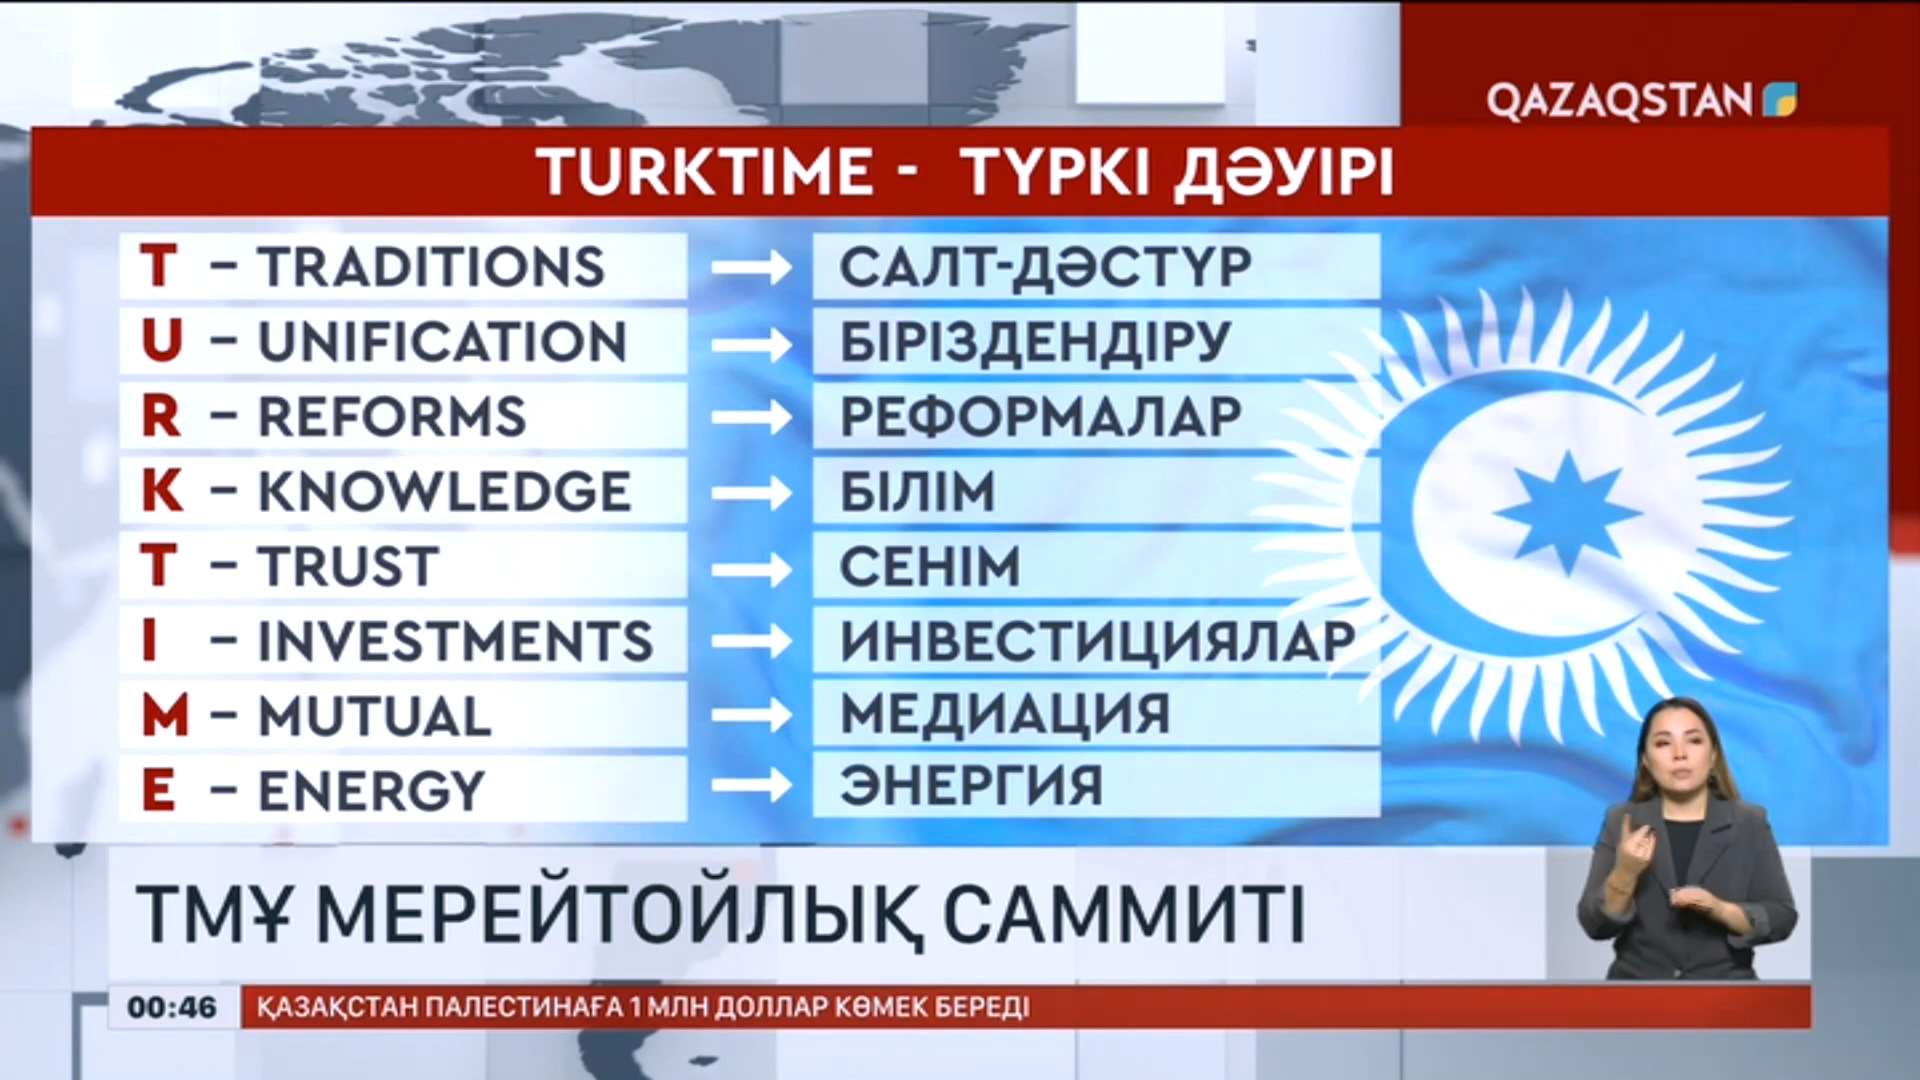 QAZAQSTAN
TURKTIME - ТҮРКІ ДӘУІРІ
T – TRADITIONS → САЛТ-ДӘСТҮР
U – UNIFICATION → БІРІЗДЕНДІРУ
R – REFORMS → РЕФОРМАЛАР
K – KNOWLEDGE → БІЛІМ
T – TRUST → СЕНІМ
I – INVESTMENTS → ИНВЕСТИЦИЯЛАР
M – MUTUAL → МЕДИАЦИЯ
E – ENERGY → ЭНЕРГИЯ
ТМҰ МЕРЕЙТОЙЛЫҚ САММИТІ
00:46 ҚАЗАҚСТАН ПАЛЕСТИНАҒА 1 МЛН ДОЛЛАР КӨМЕК БЕРЕДІ